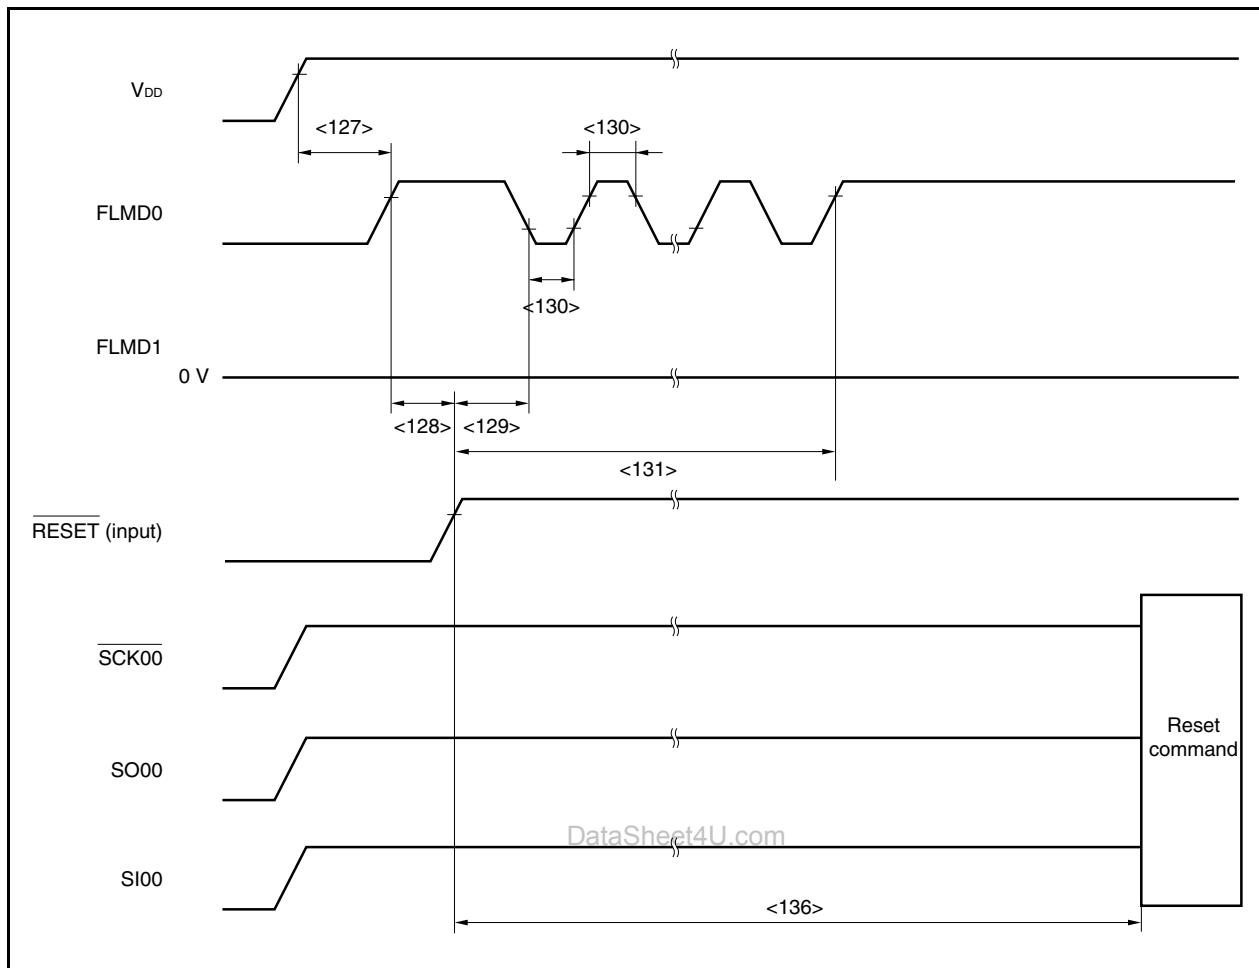 VDD
<127>
<130>
FLMD0
<130>
FLMD1
0 V
<128>
<129>
<131>
RESET (input)
SCK00
Reset
command
SO00
DataSheet4U.com
SI00
<136>